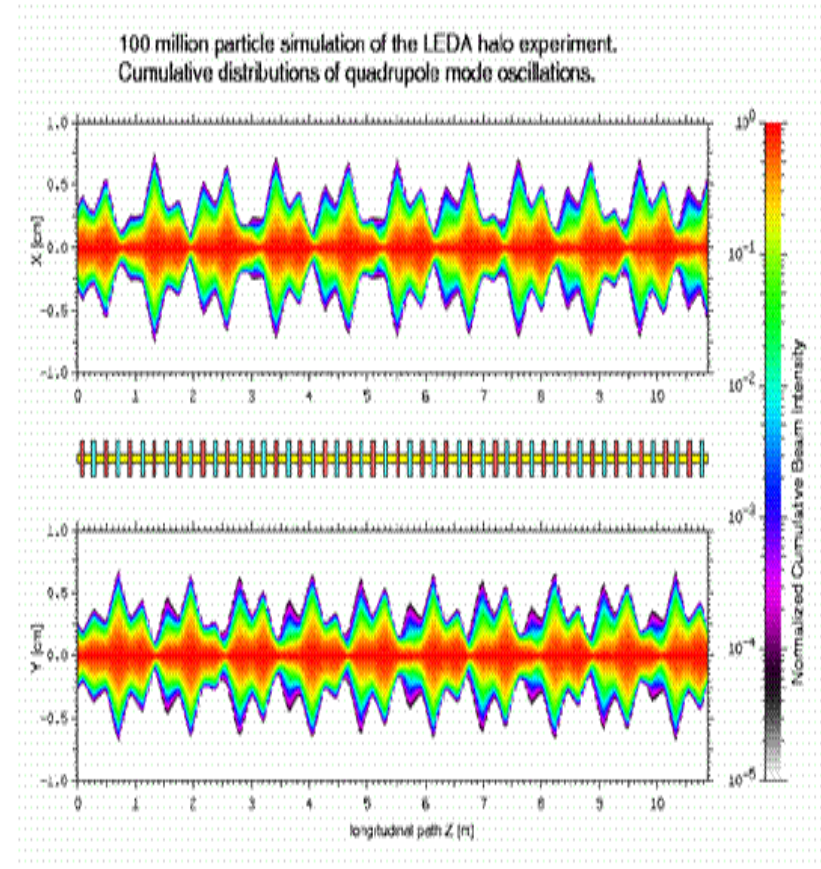 100 million particle simulation of the LEDA halo experiment.
Cumulative distributions of quadrupole mode oscillations.
1.0
0.5
0.0
-0.5
-1.0
X [cm]
0 1 2 3 4 5 6 7 8 9 10
1.0
0.5
0.0
-0.5
-1.0
Y [cm]
0 1 2 3 4 5 6 7 8 9 10
longitudinal path Z [m]
10^0
10^-1
10^-2
10^-3
10^-4
Normalized Cumulative Beam Intensity